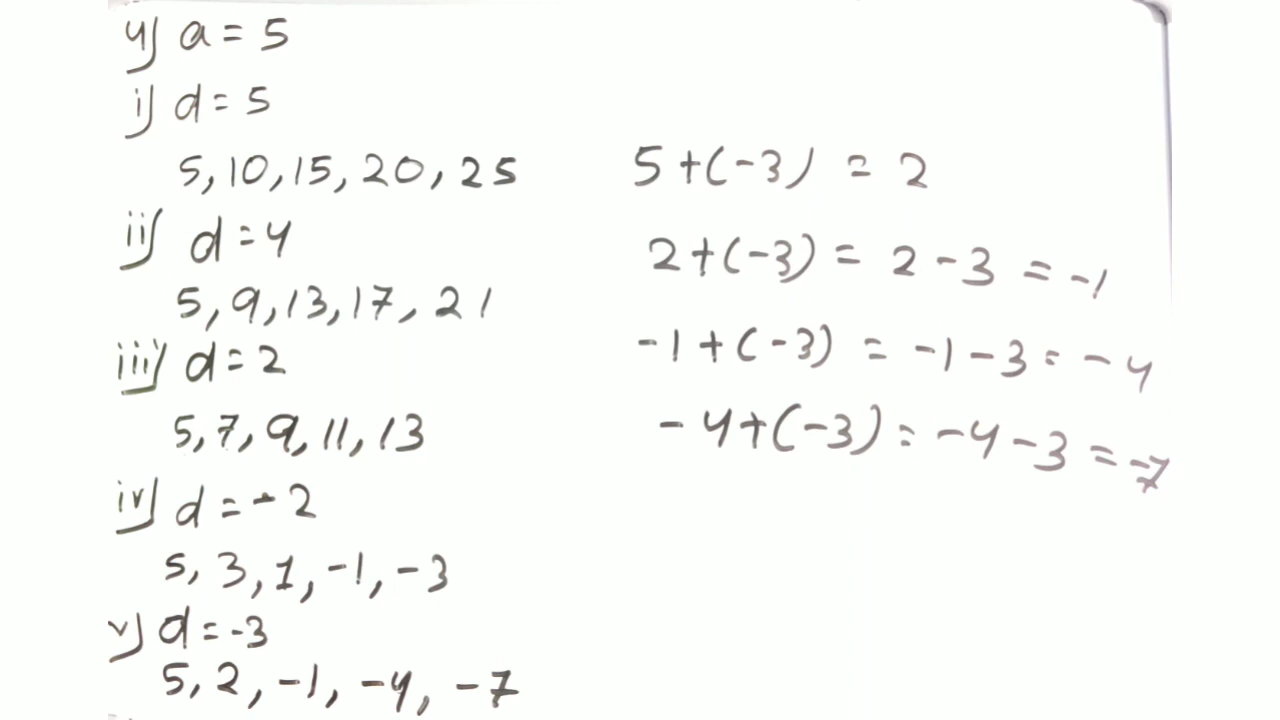 4) a = 5
i) d = 5
5, 10, 15, 20, 25
ii) d = 4
5, 9, 13, 17, 21
iii) d = 2
5, 7, 9, 11, 13
iv) d = -2
5, 3, 1, -1, -3
v) d = -3
5, 2, -1, -4, -7
5 + (-3) = 2
2 + (-3) = 2 - 3 = -1
-1 + (-3) = -1 - 3 = -4
-4 + (-3) = -4 - 3 = -7